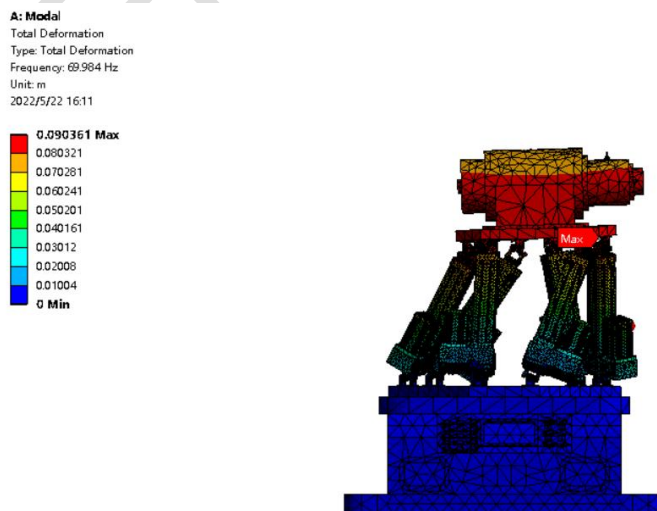 A: Modal
Total Deformation
Type: Total Deformation
Frequency: 69.984 Hz
Unit: m
2022/5/22 16:11
0.090361 Max
0.080321
0.070281
0.060241
0.050201
0.040161
0.03012
0.02008
0.01004
0 Min
Max